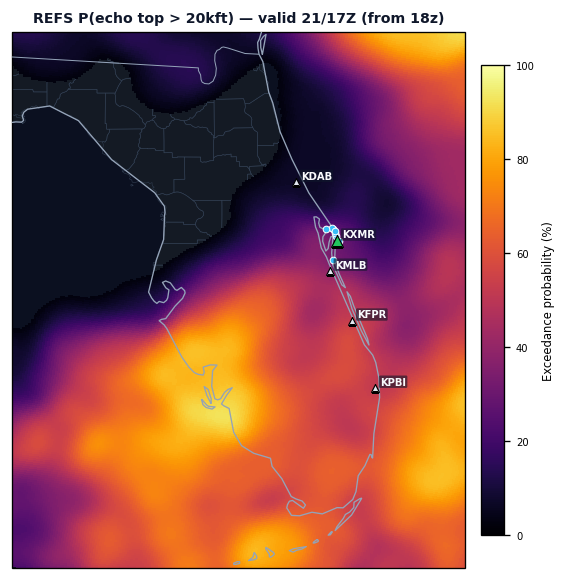 REFS P(echo top > 20kft) — valid 21/17Z (from 18z)
KDAB
KXMR
KMLB
KFPR
KPBI
100
80
60
40
20
0
Exceedance probability (%)